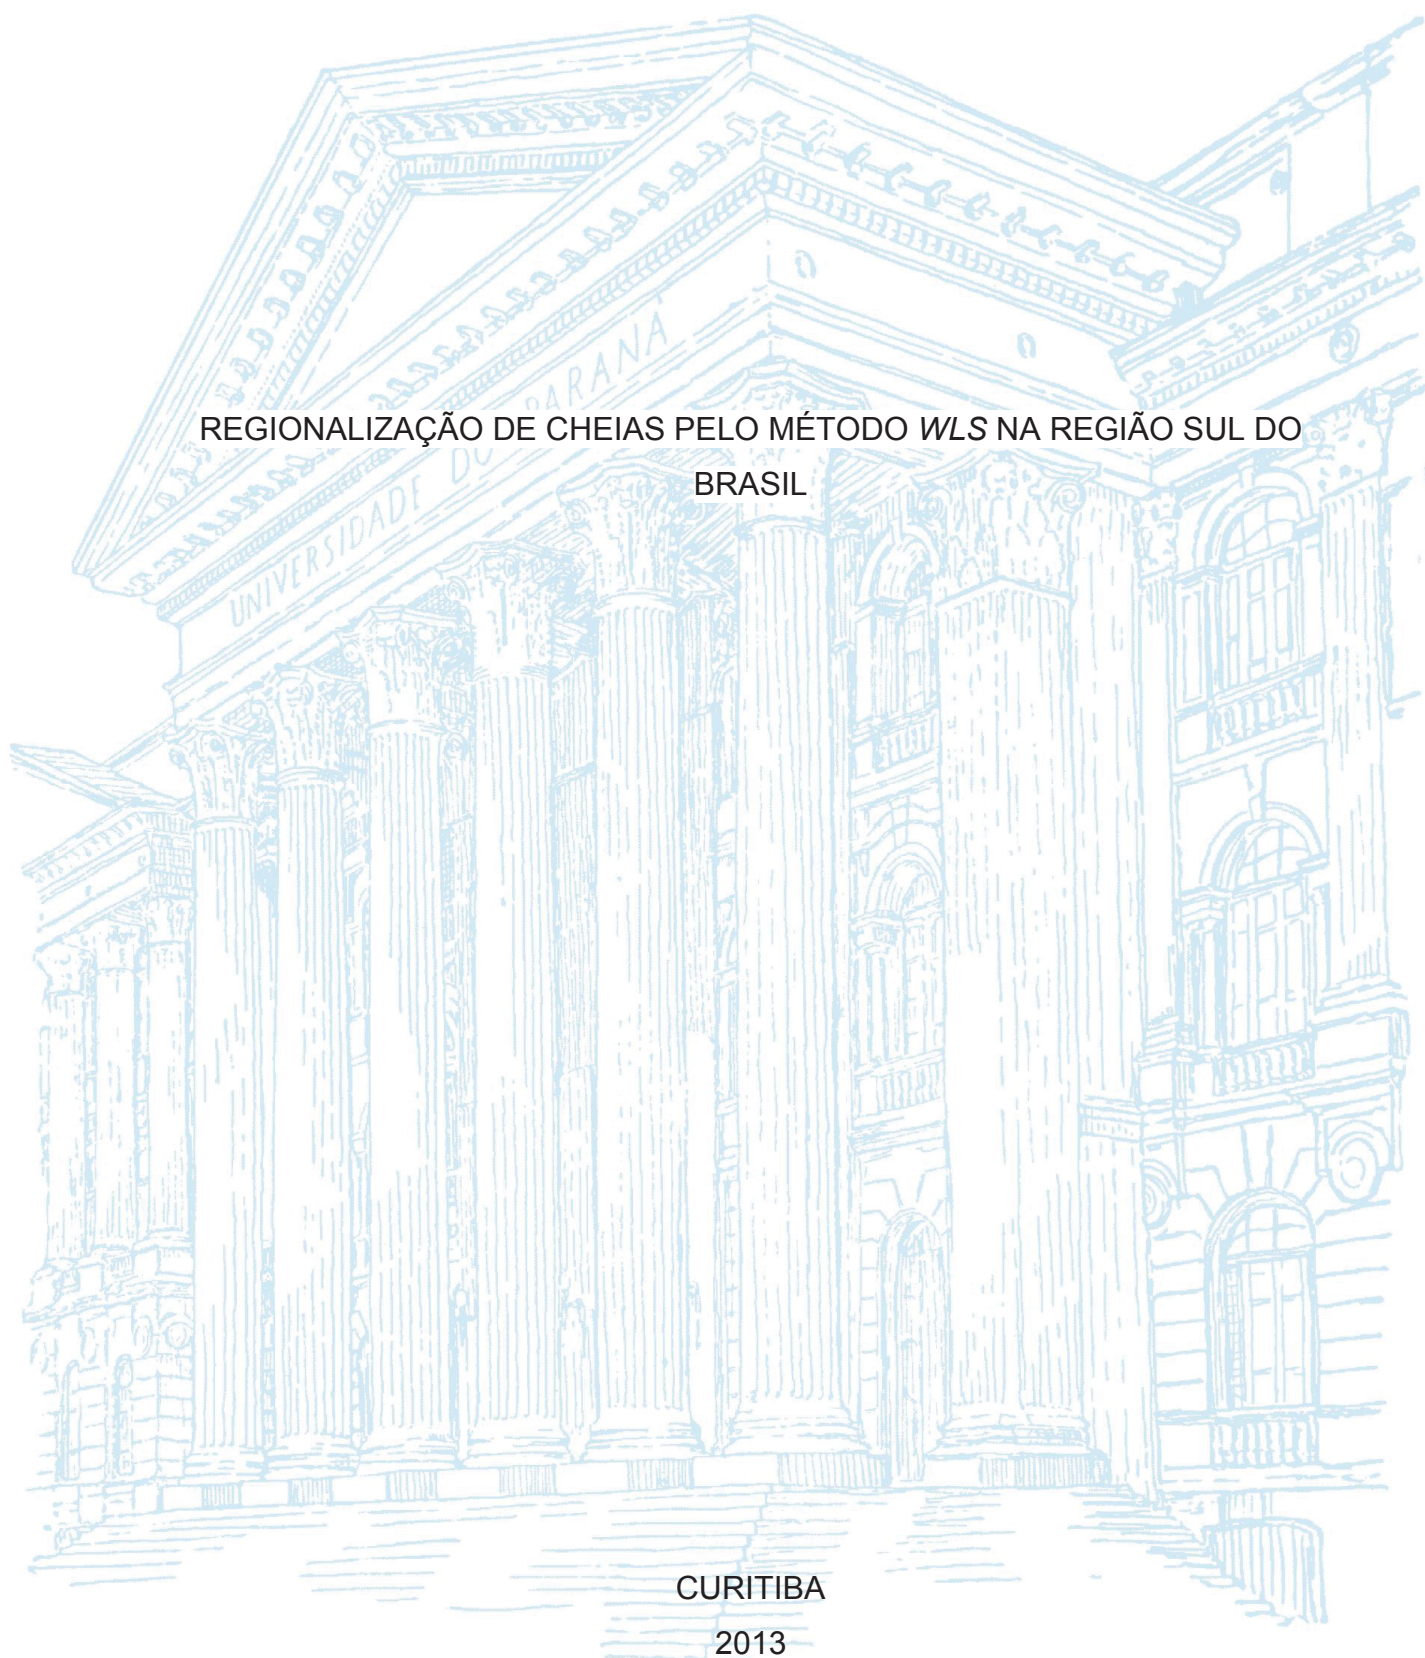 UNIVERSIDADE DO PARANÁ
REGIONALIZAÇÃO DE CHEIAS PELO MÉTODO WLS NA REGIÃO SUL DO
BRASIL
CURITIBA
2013